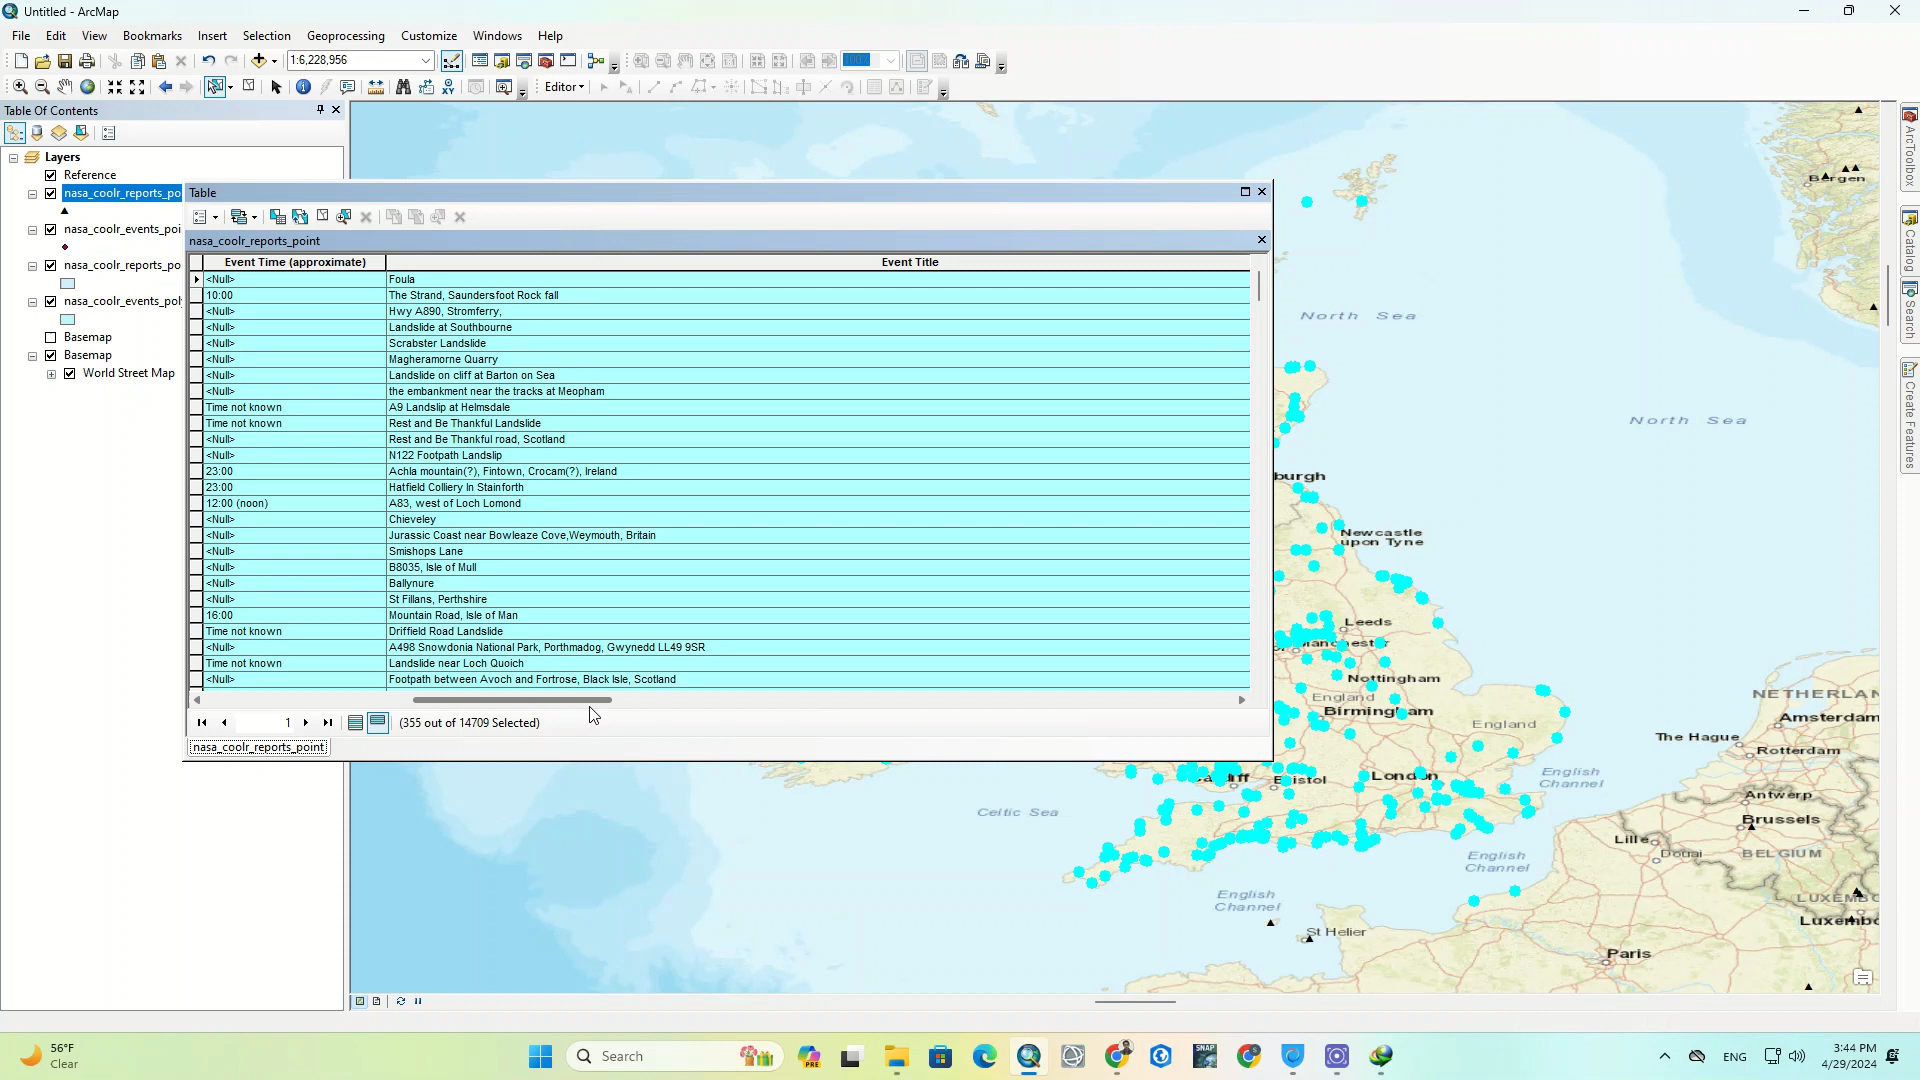 Untitled - ArcMap
File Edit View Bookmarks Insert Selection Geoprocessing Customize Windows Help
1:6,228,956
100%
Editor
Table Of Contents
Layers
Reference
nasa_coolr_reports_po
nasa_coolr_events_poi
nasa_coolr_reports_po
nasa_coolr_events_pol
Basemap
Basemap
World Street Map
Table
nasa_coolr_reports_point
Event Time (approximate) Event Title
<Null> Foula
10:00 The Strand, Saundersfoot Rock fall
<Null> Hwy A890, Stromferry,
<Null> Landslide at Southbourne
<Null> Scrabster Landslide
<Null> Magheramorne Quarry
<Null> Landslide on cliff at Barton on Sea
<Null> the embankment near the tracks at Meopham
Time not known A9 Landslip at Helmsdale
Time not known Rest and Be Thankful Landslide
<Null> Rest and Be Thankful road, Scotland
<Null> N122 Footpath Landslip
23:00 Achla mountain(?), Fintown, Crocam(?), Ireland
23:00 Hatfield Colliery In Stainforth
12:00 (noon) A83, west of Loch Lomond
<Null> Chieveley
<Null> Jurassic Coast near Bowleaze Cove,Weymouth, Britain
<Null> Smishops Lane
<Null> B8035, Isle of Mull
<Null> Ballynure
<Null> St Fillans, Perthshire
16:00 Mountain Road, Isle of Man
Time not known Driffield Road Landslide
<Null> A498 Snowdonia National Park, Porthmadog, Gwynedd LL49 9SR
Time not known Landslide near Loch Quoich
<Null> Footpath between Avoch and Fortrose, Black Isle, Scotland
1 (355 out of 14709 Selected)
nasa_coolr_reports_point
Bergen
North Sea
North Sea
burgh
Newcastle
upon Tyne
Leeds
Manchester
Nottingham
England
Birmingham
England
Cardiff
Bristol
London
English
Channel
Celtic Sea
English
Channel
English
Channel
St Helier
NETHERLAN
Amsterdam
The Hague
Rotterdam
Antwerp
Brussels
Lille
Douai
BELGIUM
LUXEMBO
Luxembo
Paris
ArcToolbox
Catalog
Search
Create Features
56°F
Clear
Search
PRE
SNAP
ENG
3:44 PM
4/29/2024